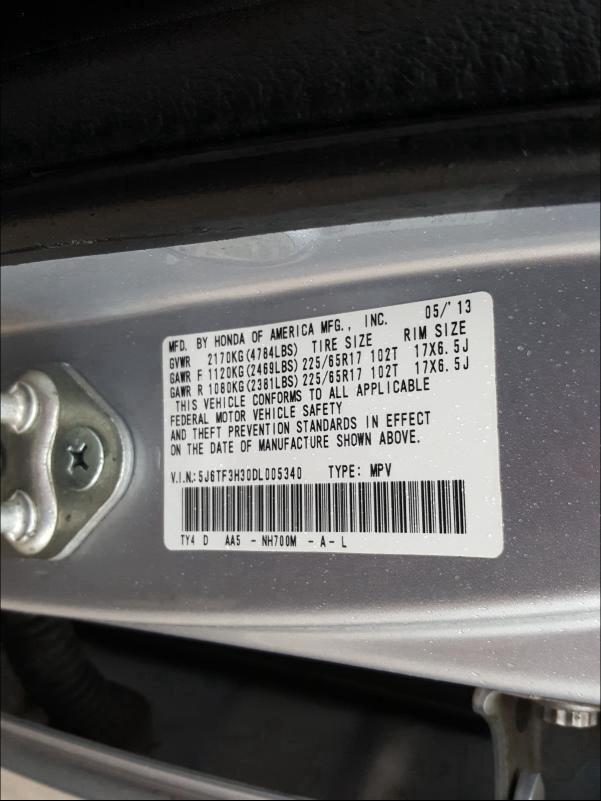 MFD. BY HONDA OF AMERICA MFG., INC. 05/'13
GVWR 2170KG(4784LBS) TIRE SIZE RIM SIZE
GAWR F 1120KG(2469LBS) 225/65R17 102T 17X6.5J
GAWR R 1080KG(2381LBS) 225/65R17 102T 17X6.5J
THIS VEHICLE CONFORMS TO ALL APPLICABLE
FEDERAL MOTOR VEHICLE SAFETY
AND THEFT PREVENTION STANDARDS IN EFFECT
ON THE DATE OF MANUFACTURE SHOWN ABOVE.
V.I.N.:5J6TF3H30DL005340 TYPE: MPV
TY4 D AA5 - NH700M - A - L